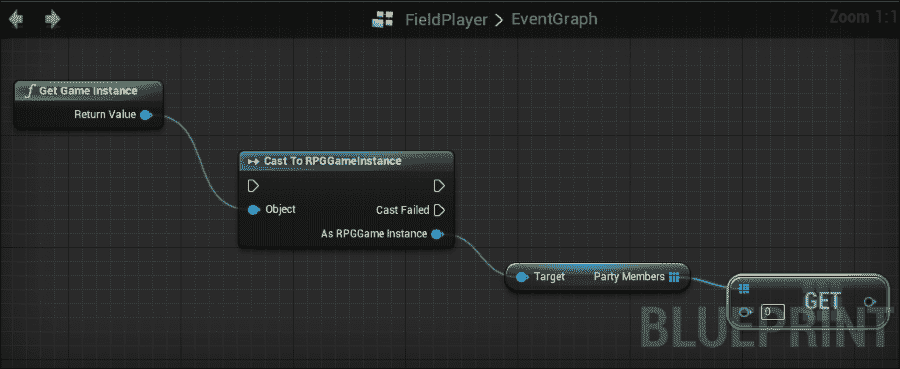 FieldPlayer > EventGraph
Zoom 1:1
f Get Game Instance
Return Value
Cast To RPGGameInstance
Object
Cast Failed
As RPGGame Instance
Target
Party Members
0
GET
BLUEPRINT